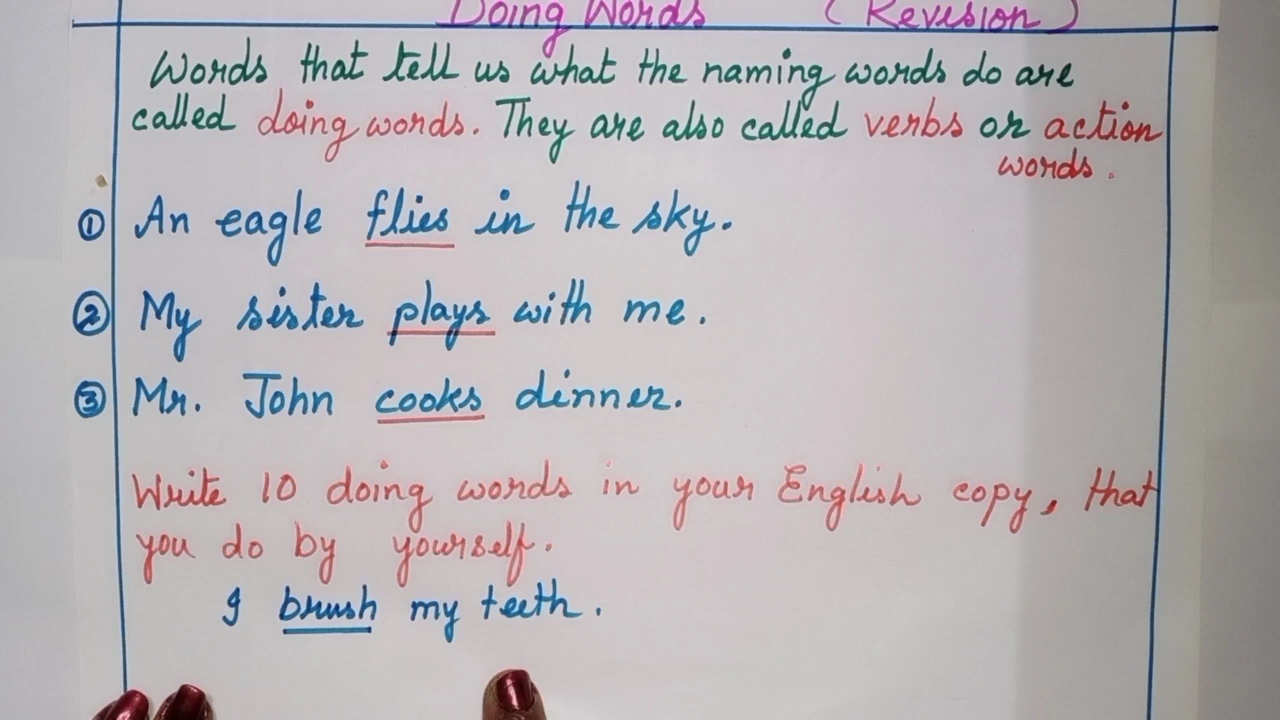 Doing Words (Revision)
Words that tell us what the naming words do are
called doing words. They are also called verbs or action
words.
① An eagle flies in the sky.
② My sister plays with me.
③ Mr. John cooks dinner.
Write 10 doing words in your English copy, that
you do by yourself.
I brush my teeth.